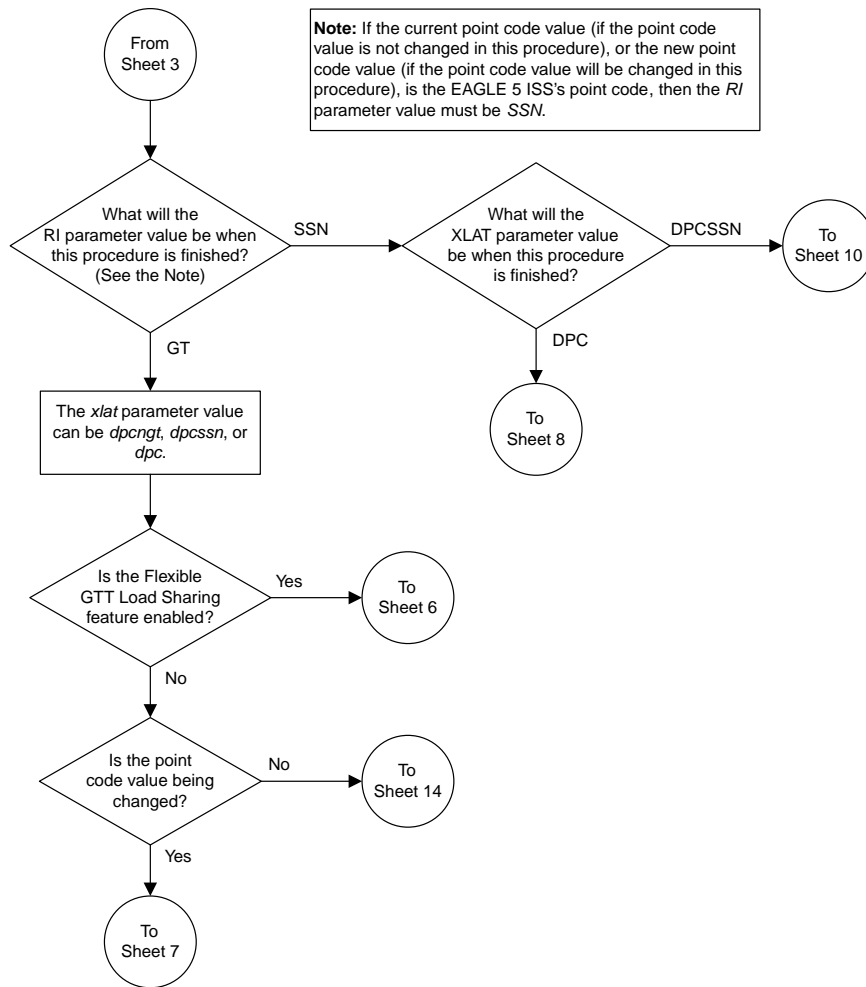 From
Sheet 3
Note: If the current point code value (if the point code
value is not changed in this procedure), or the new point
code value (if the point code value will be changed in this
procedure), is the EAGLE 5 ISS's point code, then the RI
parameter value must be SSN.
What will the
RI parameter value be when
this procedure is finished?
(See the Note)
SSN
What will the
XLAT parameter value
be when this procedure
is finished?
DPCSSN
To
Sheet 10
GT
DPC
The xlat parameter value
can be dpcngt, dpcssn, or
dpc.
To
Sheet 8
Is the Flexible
GTT Load Sharing
feature enabled?
Yes
To
Sheet 6
No
Is the point
code value being
changed?
No
To
Sheet 14
Yes
To
Sheet 7